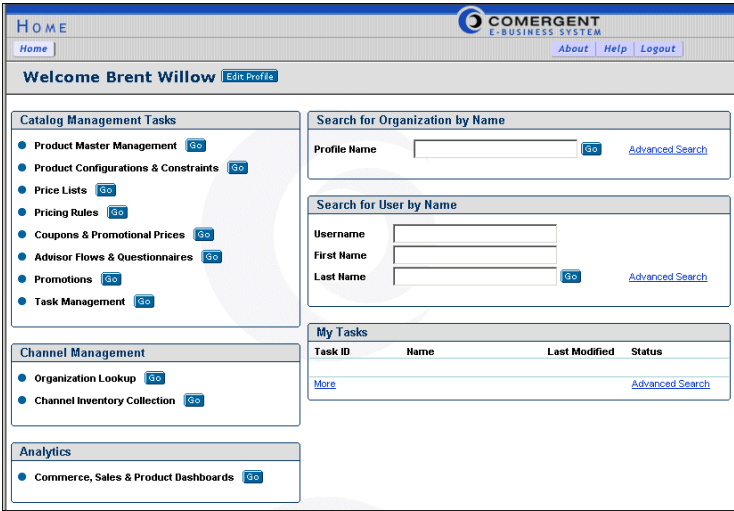 HOME
COMERGENT
E-BUSINESS SYSTEM
Home
About Help Logout
Welcome Brent Willow Edit Profile
Catalog Management Tasks
Product Master Management Go
Product Configurations & Constraints Go
Price Lists Go
Pricing Rules Go
Coupons & Promotional Prices Go
Advisor Flows & Questionnaires Go
Promotions Go
Task Management Go
Channel Management
Organization Lookup Go
Channel Inventory Collection Go
Analytics
Commerce, Sales & Product Dashboards Go
Search for Organization by Name
Profile Name Go Advanced Search
Search for User by Name
Username
First Name
Last Name Go Advanced Search
My Tasks
Task ID Name Last Modified Status
More Advanced Search